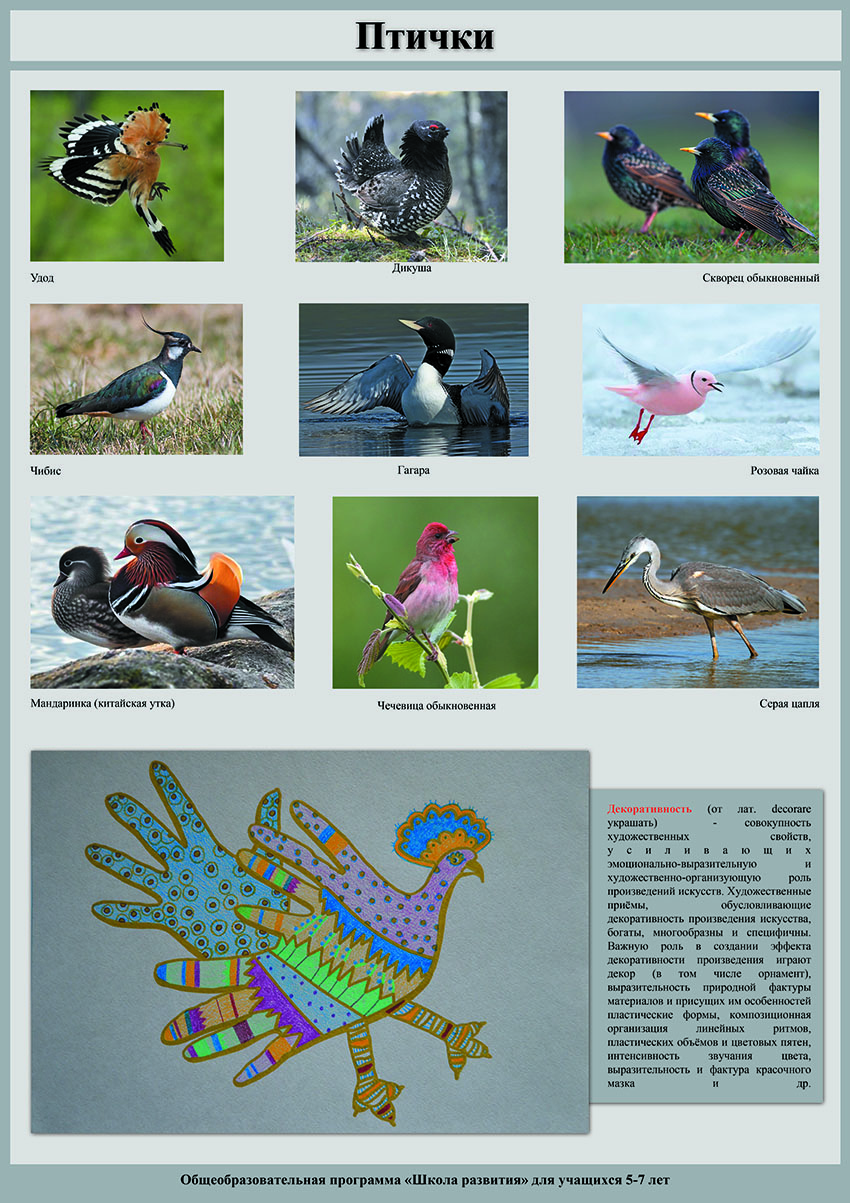 Птички
Удод
Дикуша
Скворец обыкновенный
Чибис
Гагара
Розовая чайка
Мандаринка (китайская утка)
Чечевица обыкновенная
Серая цапля
Декоративность (от лат. decorare
украшать) - совокупность
художественных свойств,
усиливающих
эмоционально-выразительную и
художественно-организующую роль
произведений искусств. Художественные
приёмы, обусловливающие
декоративность произведения искусства,
богаты, многообразны и специфичны.
Важную роль в создании эффекта
декоративности произведения играют
декор (в том числе орнамент),
выразительность природной фактуры
материалов и присущих им особенностей
пластические формы, композиционная
организация линейных ритмов,
пластических объёмов и цветовых пятен,
интенсивность звучания цвета,
выразительность и фактура красочного
мазка и др.
Общеобразовательная программа «Школа развития» для учащихся 5-7 лет